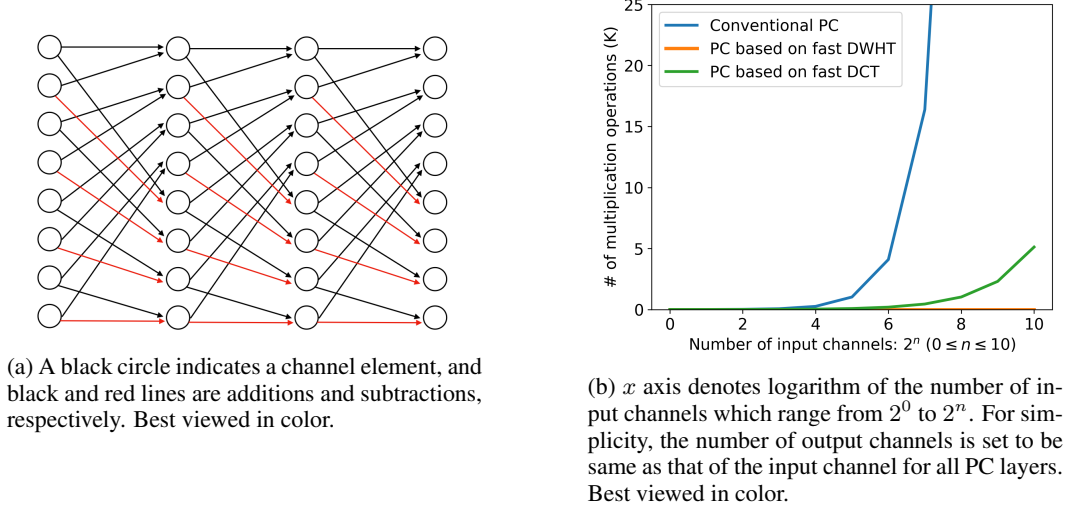 (a) A black circle indicates a channel element, and
black and red lines are additions and subtractions,
respectively. Best viewed in color.
# of multiplication operations (K)
25
20
15
10
5
0
Conventional PC
PC based on fast DWHT
PC based on fast DCT
0 2 4 6 8 10
Number of input channels: 2ⁿ (0 ≤ n ≤ 10)
(b) x axis denotes logarithm of the number of in-
put channels which range from 2⁰ to 2ⁿ. For sim-
plicity, the number of output channels is set to be
same as that of the input channel for all PC layers.
Best viewed in color.